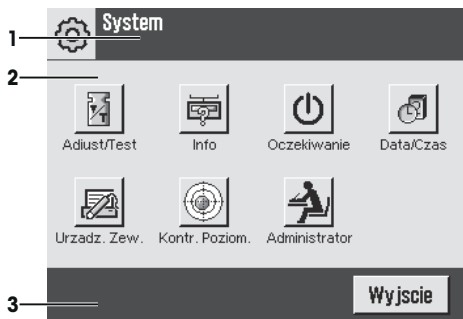 System
1
2
Adiust/Test Info Oczekiwanie Data/Czas
Urzadz. Zew. Kontr. Poziom. Administrator
3
Wyjscie